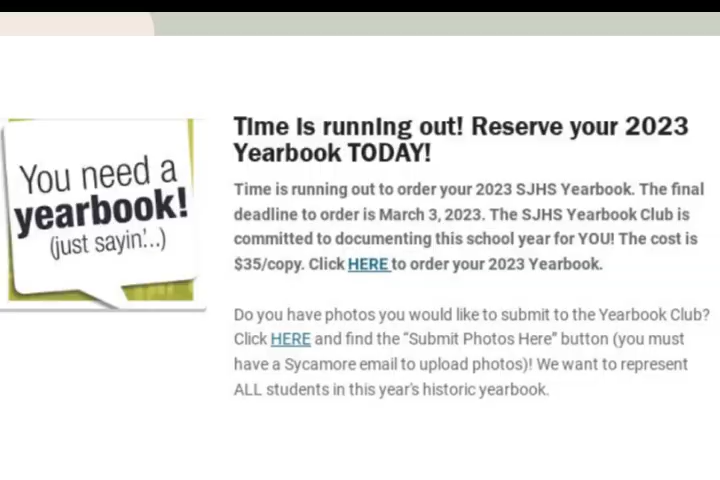 You need a
yearbook!
(just sayin'...)
Time is running out! Reserve your 2023
Yearbook TODAY!
Time is running out to order your 2023 SJHS Yearbook. The final
deadline to order is March 3, 2023. The SJHS Yearbook Club is
committed to documenting this school year for YOU! The cost is
$35/copy. Click HERE to order your 2023 Yearbook.
Do you have photos you would like to submit to the Yearbook Club?
Click HERE and find the “Submit Photos Here” button (you must
have a Sycamore email to upload photos)! We want to represent
ALL students in this year's historic yearbook.